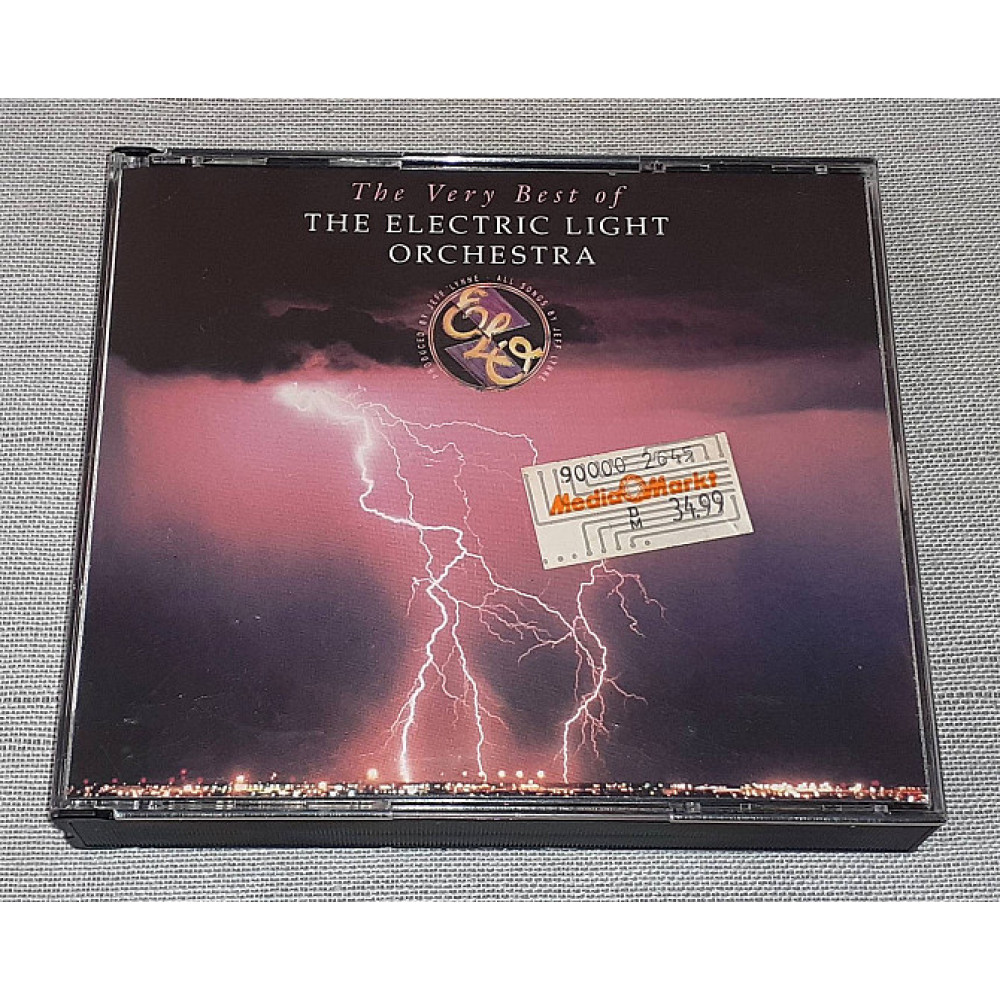 The Very Best of
THE ELECTRIC LIGHT
ORCHESTRA
PRODUCED BY JEFF LYNNE - ALL SONGS BY JEFF LYNNE
ELO
90000 264
Media Markt
DM 34.99